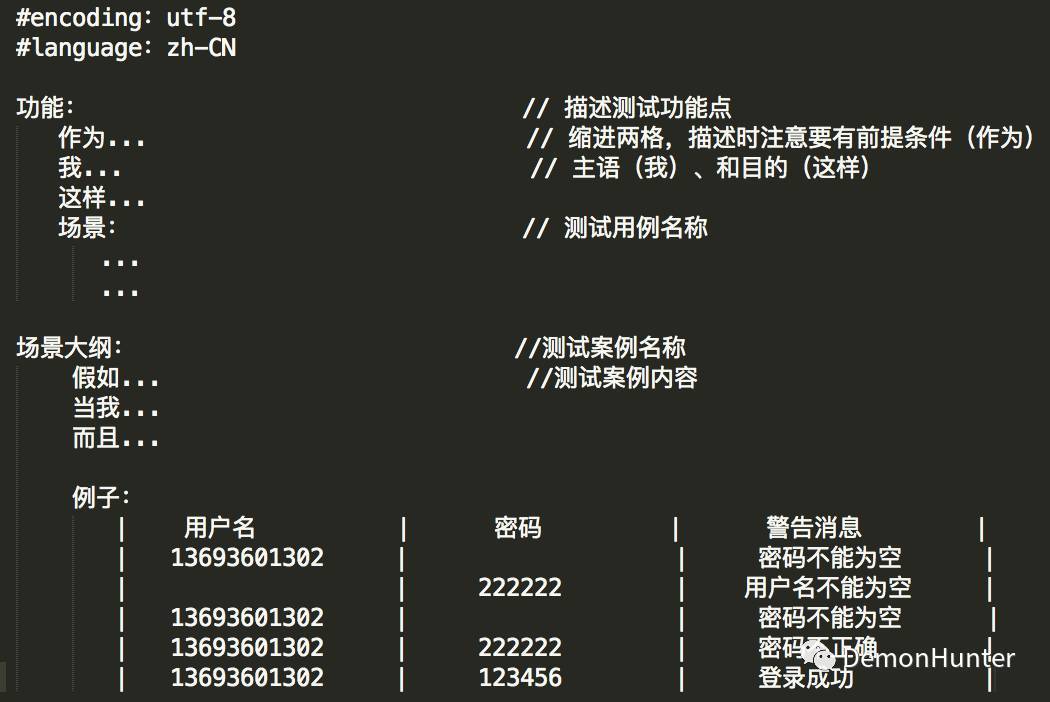 #encoding: utf-8
#language: zh-CN
功能: // 描述测试功能点
作为... // 缩进两格，描述时注意要有前提条件（作为）
我... // 主语（我）、和目的（这样）
这样...
场景: // 测试用例名称
...
...
场景大纲: //测试案例名称
假如... //测试案例内容
当我...
而且...
例子:
| 用户名 | 密码 | 警告消息 |
| 13693601302 | | 密码不能为空 |
| | 222222 | 用户名不能为空 |
| 13693601302 | | 密码不能为空 |
| 13693601302 | 222222 | 密码不正确 |
| 13693601302 | 123456 | 登录成功 |
DemonHunter